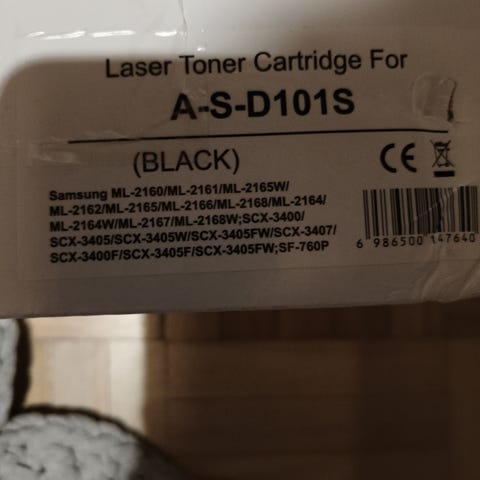 Laser Toner Cartridge For
A-S-D101S
(BLACK)
CE
Samsung ML-2160/ML-2161/ML-2165W/
ML-2162/ML-2165/ML-2166/ML-2168/ML-2164/
ML-2164W/ML-2167/ML-2168W;SCX-3400/
SCX-3405/SCX-3405W/SCX-3405FW/SCX-3407/
SCX-3400F/SCX-3405F/SCX-3405FW;SF-760P
6 986500 147640